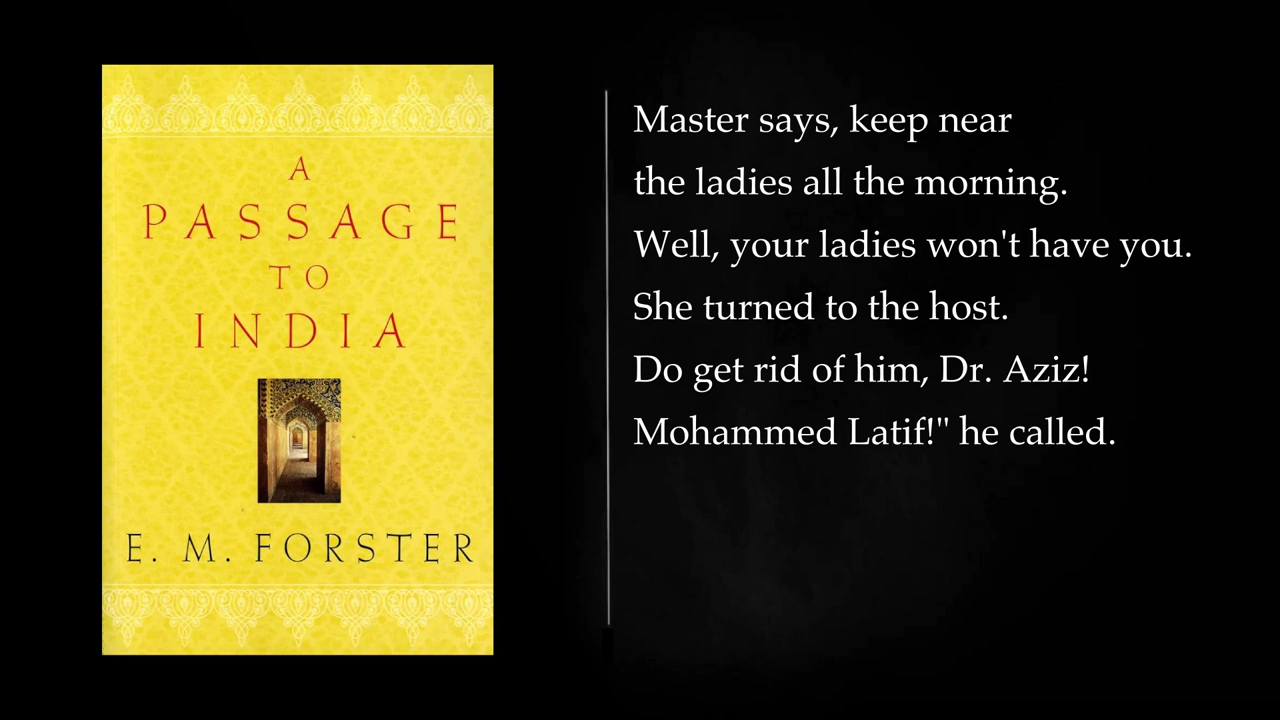 A
PASSAGE
TO
INDIA
E. M. FORSTER
Master says, keep near
the ladies all the morning.
Well, your ladies won't have you.
She turned to the host.
Do get rid of him, Dr. Aziz!
Mohammed Latif!" he called.